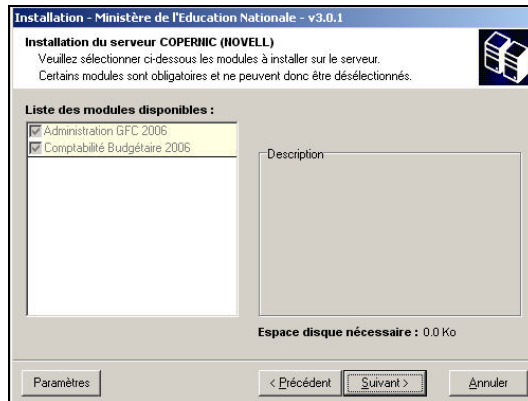 Installation - Ministère de l'Education Nationale - v3.0.1
Installation du serveur COPERNIC (NOVELL)
Veuillez sélectionner ci-dessous les modules à installer sur le serveur.
Certains modules sont obligatoires et ne peuvent donc être désélectionnés.
Liste des modules disponibles :
Administration GFC 2006
Comptabilité Budgétaire 2006
Description
Espace disque nécessaire : 0.0 Ko
Paramètres
< Précédent
Suivant >
Annuler